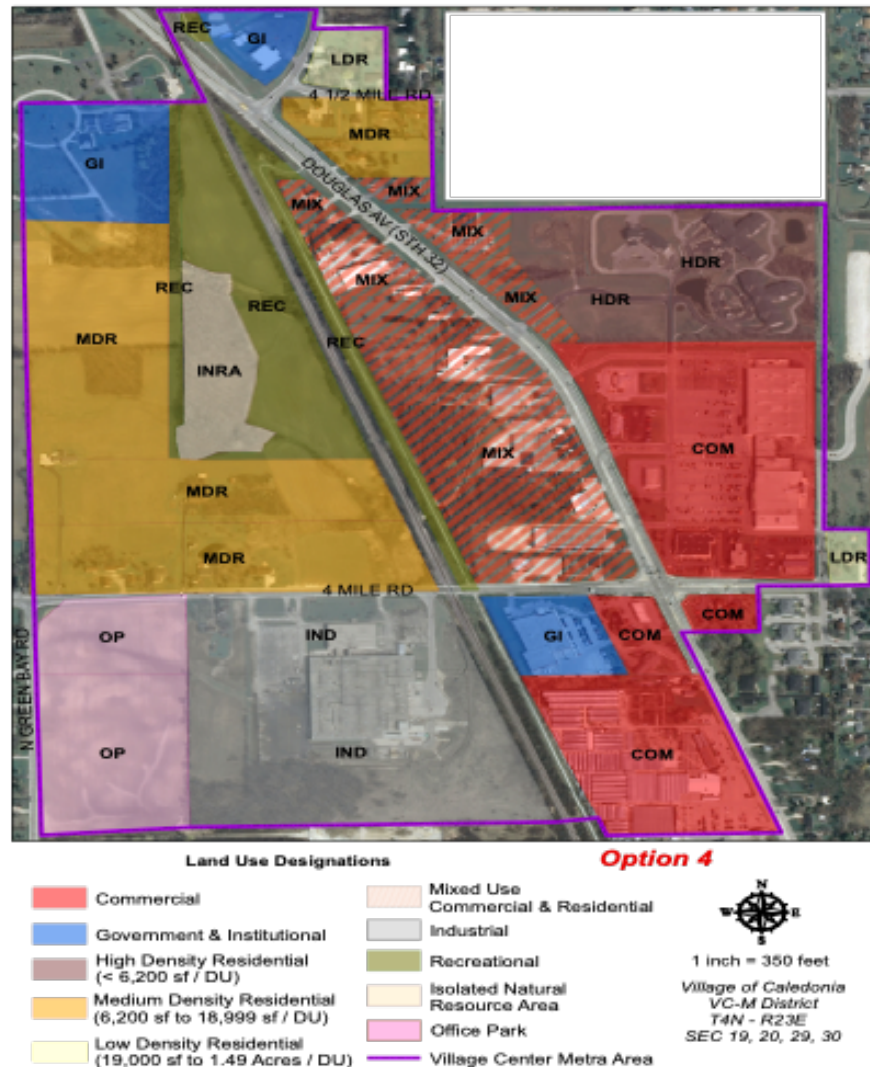 REC
GI
LDR
4 1/2 MILE RD
MDR
GI
DOUGLAS AV (STH 32)
MIX
MIX
MIX
HDR
REC
REC
MIX
MIX
HDR
MDR
REC
INRA
MIX
COM
MDR
MDR
LDR
4 MILE RD
OP
IND
GI
COM
COM
N GREEN BAY RD
OP
IND
COM
Land Use Designations
Option 4
Commercial
Government & Institutional
High Density Residential
(< 6,200 sf / DU)
Medium Density Residential
(6,200 sf to 18,999 sf / DU)
Low Density Residential
(19,000 sf to 1.49 Acres / DU)
Mixed Use
Commercial & Residential
Industrial
Recreational
Isolated Natural
Resource Area
Office Park
Village Center Metra Area
N
W
E
S
1 inch = 350 feet
Village of Caledonia
VC-M District
T4N - R23E
SEC 19, 20, 29, 30